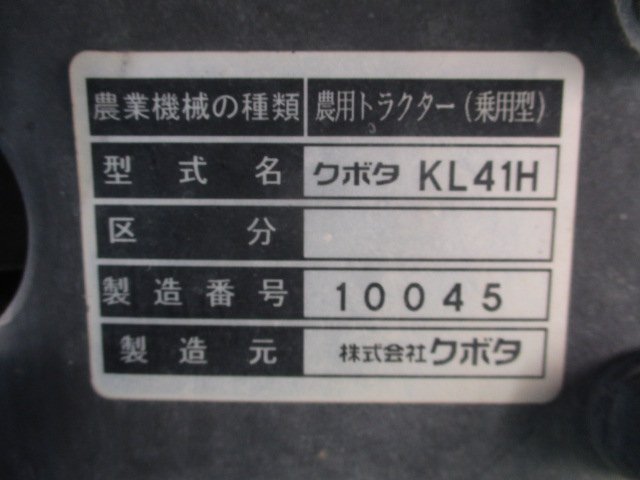 農業機械の種類 農用トラクター(乗用型)
型式名 クボタ KL41H
区分
製造番号 10045
製造元 株式会社クボタ